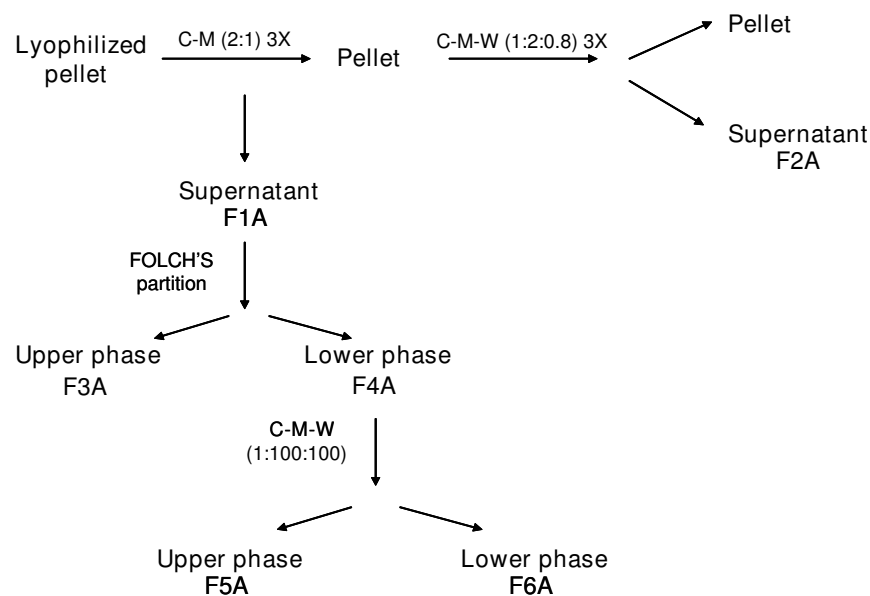 Lyophilized
pellet
C-M (2:1) 3X
Pellet
C-M-W (1:2:0.8) 3X
Pellet
Supernatant
F2A
Supernatant
F1A
FOLCH'S
partition
Upper phase
F3A
Lower phase
F4A
C-M-W
(1:100:100)
Upper phase
F5A
Lower phase
F6A